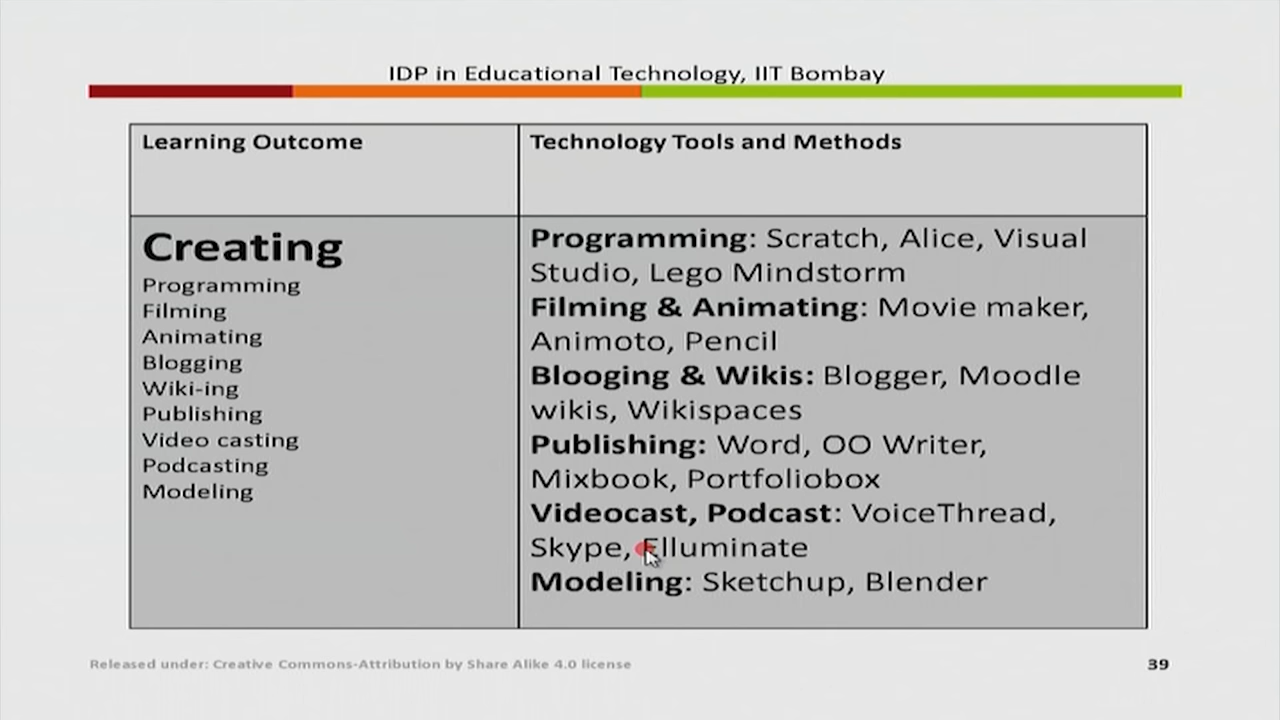 IDP in Educational Technology, IIT Bombay
Learning Outcome
Technology Tools and Methods
Creating
Programming
Filming
Animating
Blogging
Wiki-ing
Publishing
Video casting
Podcasting
Modeling
Programming: Scratch, Alice, Visual
Studio, Lego Mindstorm
Filming & Animating: Movie maker,
Animoto, Pencil
Blooging & Wikis: Blogger, Moodle
wikis, Wikispaces
Publishing: Word, OO Writer,
Mixbook, Portfoliobox
Videocast, Podcast: VoiceThread,
Skype, Elluminate
Modeling: Sketchup, Blender
Released under: Creative Commons-Attribution by Share Alike 4.0 license
39